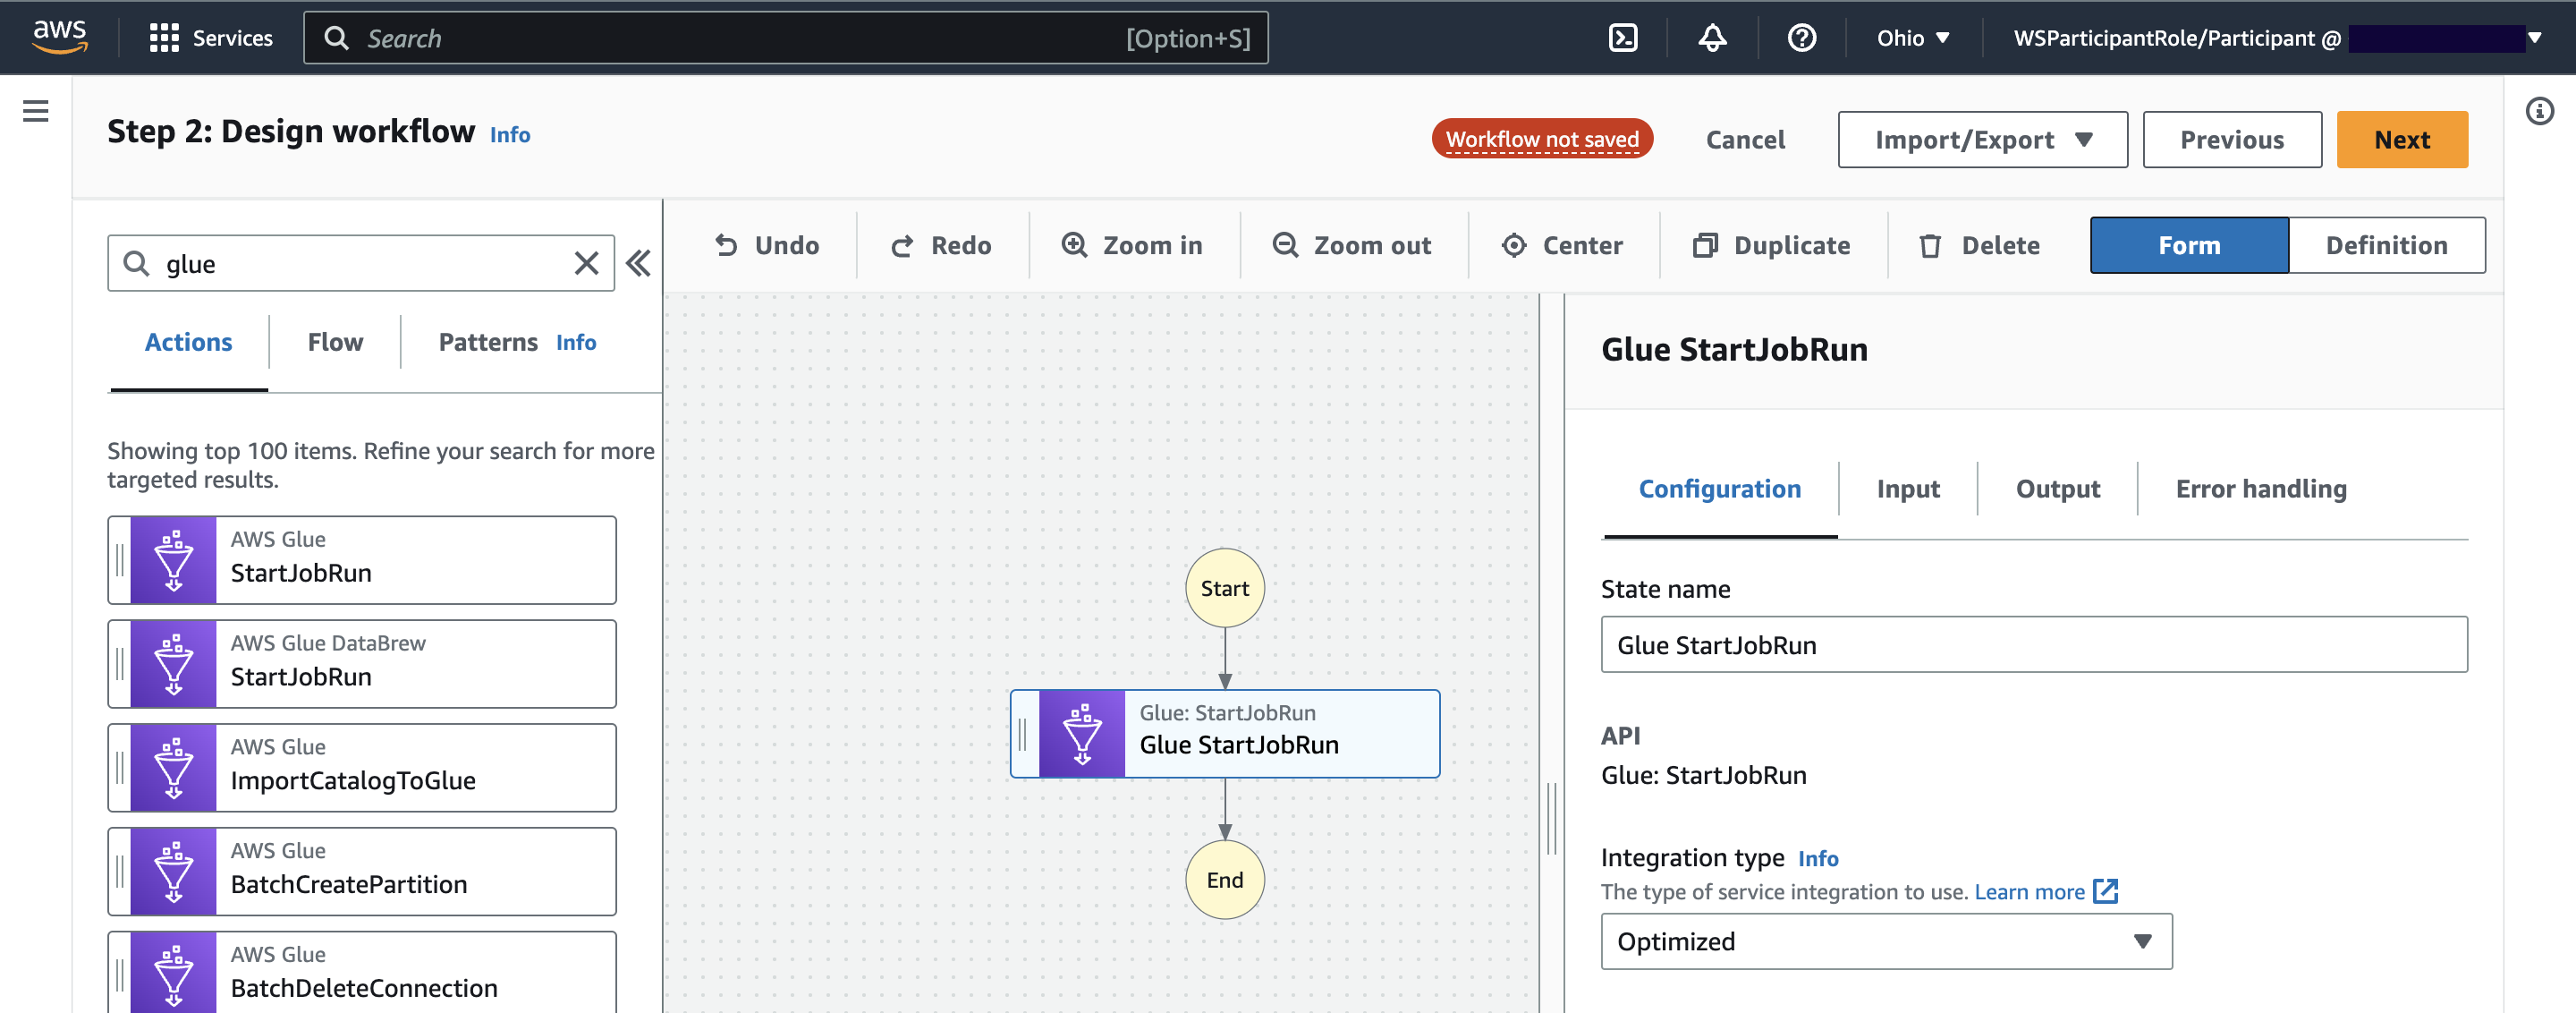 aws
Services
Search
[Option+S]
Ohio
WSParticipantRole/Participant @
Step 2: Design workflow Info
Workflow not saved
Cancel
Import/Export
Previous
Next
glue
Undo
Redo
Zoom in
Zoom out
Center
Duplicate
Delete
Form
Definition
Actions
Flow
Patterns Info
Showing top 100 items. Refine your search for more
targeted results.
AWS Glue
StartJobRun
AWS Glue DataBrew
StartJobRun
AWS Glue
ImportCatalogToGlue
AWS Glue
BatchCreatePartition
AWS Glue
BatchDeleteConnection
Start
Glue: StartJobRun
Glue StartJobRun
End
Glue StartJobRun
Configuration
Input
Output
Error handling
State name
Glue StartJobRun
API
Glue: StartJobRun
Integration type Info
The type of service integration to use. Learn more
Optimized